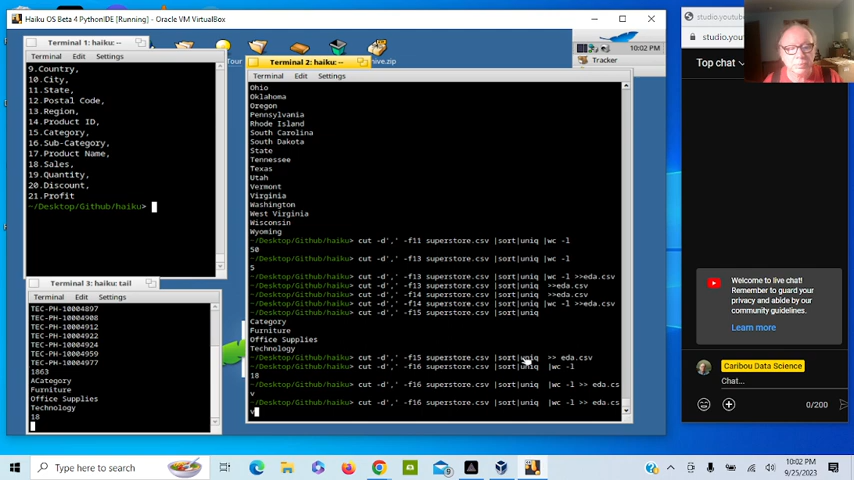 Haiku OS Beta 4 PythonIDE [Running] - Oracle VM VirtualBox
Terminal 1: haiku: --
Edit
Settings
Terminal
9.Country,
10.City,
11.State,
12.Postal Code,
13.Region,
14.Product ID,
15.Category,
16.Sub-Category,
17.Product Name,
18.Sales,
19.Quantity,
20.Discount,
21.Profit
~/Desktop/Github/haiku>
Terminal 3: haiku: tail
Terminal Edit Settings
TEC-PH-10004897
TEC-PH-10004908
TEC-PH-10004912
TEC-PH-10004922
TEC-PH-10004924
TEC-PH-10004959
TEC-PH-10004977
1863
ACategory
Furniture
Office Supplies
Technology
18
Tour
hive.zip
10:02 PM
Tracker
Terminal 2: haiku: --
Terminal Edit Settings
Ohio
Oklahoma
Oregon
Pennsylvania
Rhode Island
South Carolina
South Dakota
State
Tennessee
Texas
Utah
Vermont
Virginia
Washington
West Virginia
Wisconsin
Wyoming
~/Desktop/Github/haiku> cut -d',' -f11 superstore.csv |sort|uniq |wc -l
50
~/Desktop/Github/haiku> cut -d',' -f13 superstore.csv |sort|uniq |wc -l
5
~/Desktop/Github/haiku> cut -d',' -f13 superstore.csv |sort|uniq |wc -l >>eda.csv
~/Desktop/Github/haiku> cut -d',' -f13 superstore.csv |sort|uniq >>eda.csv
~/Desktop/Github/haiku> cut -d',' -f14 superstore.csv |sort|uniq >>eda.csv
~/Desktop/Github/haiku> cut -d',' -f14 superstore.csv |sort|uniq |wc -l >>eda.csv
~/Desktop/Github/haiku> cut -d',' -f15 superstore.csv |sort|uniq
Category
Furniture
Office Supplies
Technology
~/Desktop/Github/haiku> cut -d',' -f15 superstore.csv |sort|uniq >> eda.csv
~/Desktop/Github/haiku> cut -d',' -f16 superstore.csv |sort|uniq |wc -l
18
~/Desktop/Github/haiku> cut -d',' -f16 superstore.csv |sort|uniq |wc -l >> eda.cs
v
~/Desktop/Github/haiku> cut -d',' -f16 superstore.csv |sort|uniq |wc -l >> eda.cs
v
studio.youtube
studio.you
Top chat
Welcome to live chat!
Remember to guard your
privacy and abide by our
community guidelines.
Learn more
Caribou Data Science
Chat...
0/200
Type here to search
10:02 PM
9/25/2023